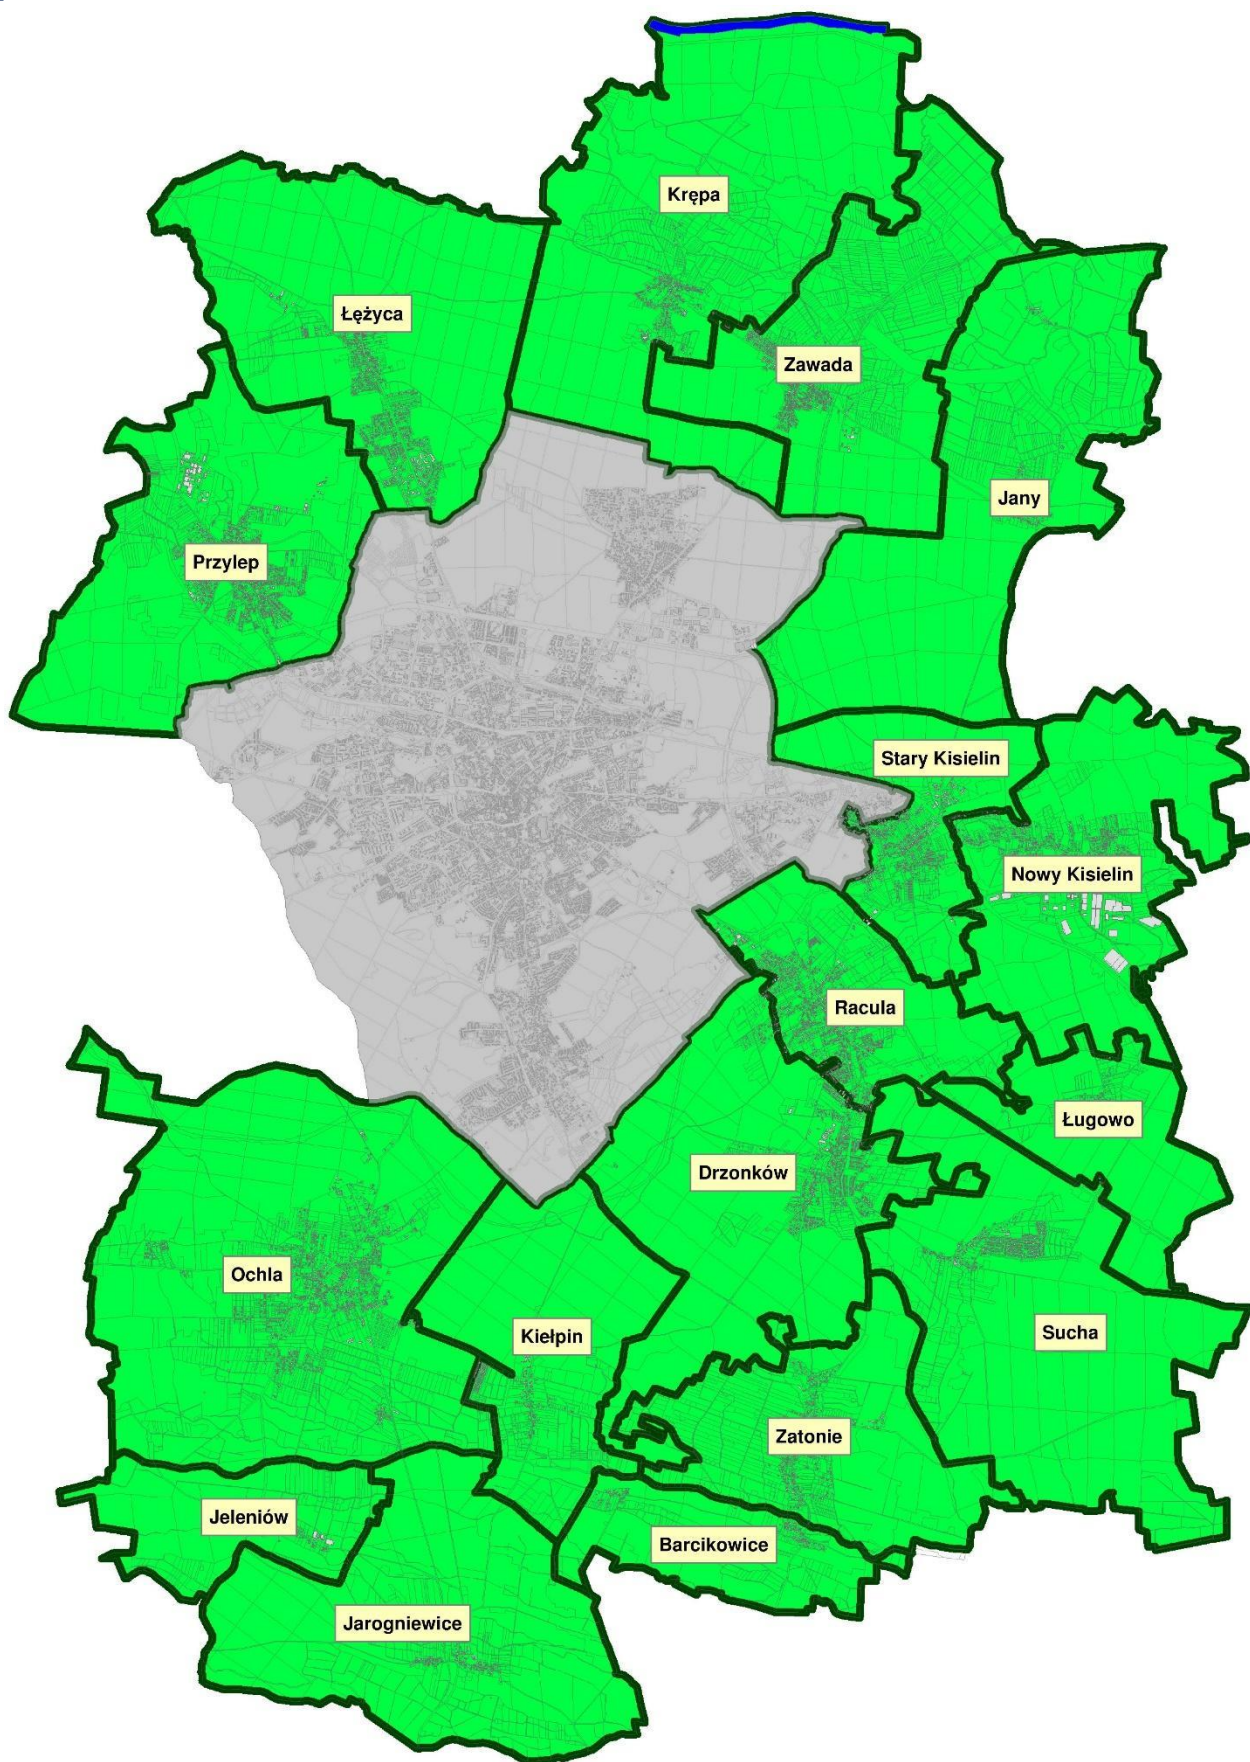 Krępa
Łężyca
Zawada
Jany
Przylep
Stary Kisielin
Nowy Kisielin
Racula
Ługowo
Drzonków
Ochla
Kiełpin
Sucha
Zatonie
Jeleniów
Barcikowice
Jarogniewice